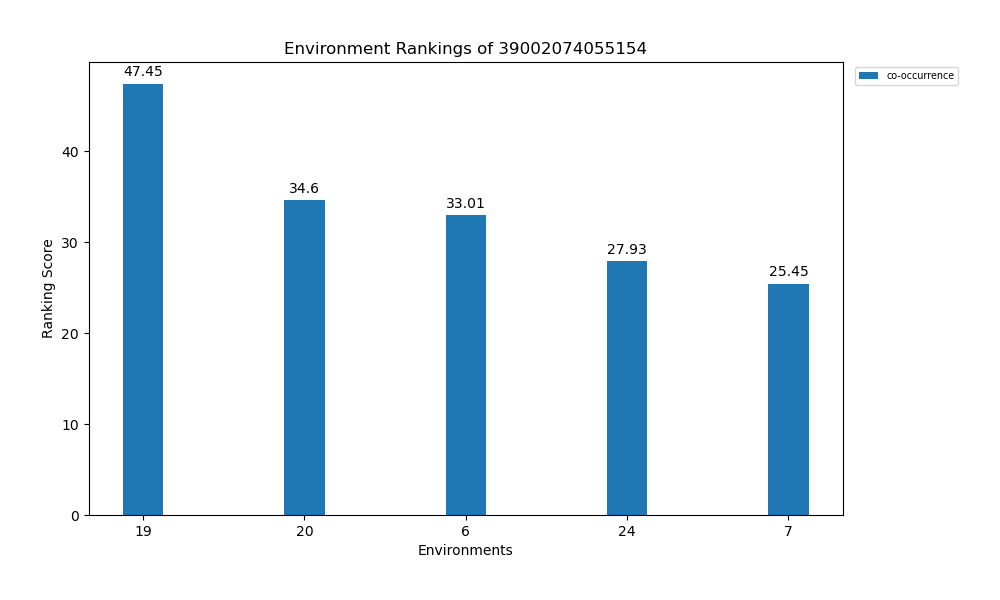 Environment Rankings of 39002074055154
47.45
co-occurrence
40
34.6
33.01
30
27.93
25.45
Ranking Score
20
10
0
19 20 6 24 7
Environments